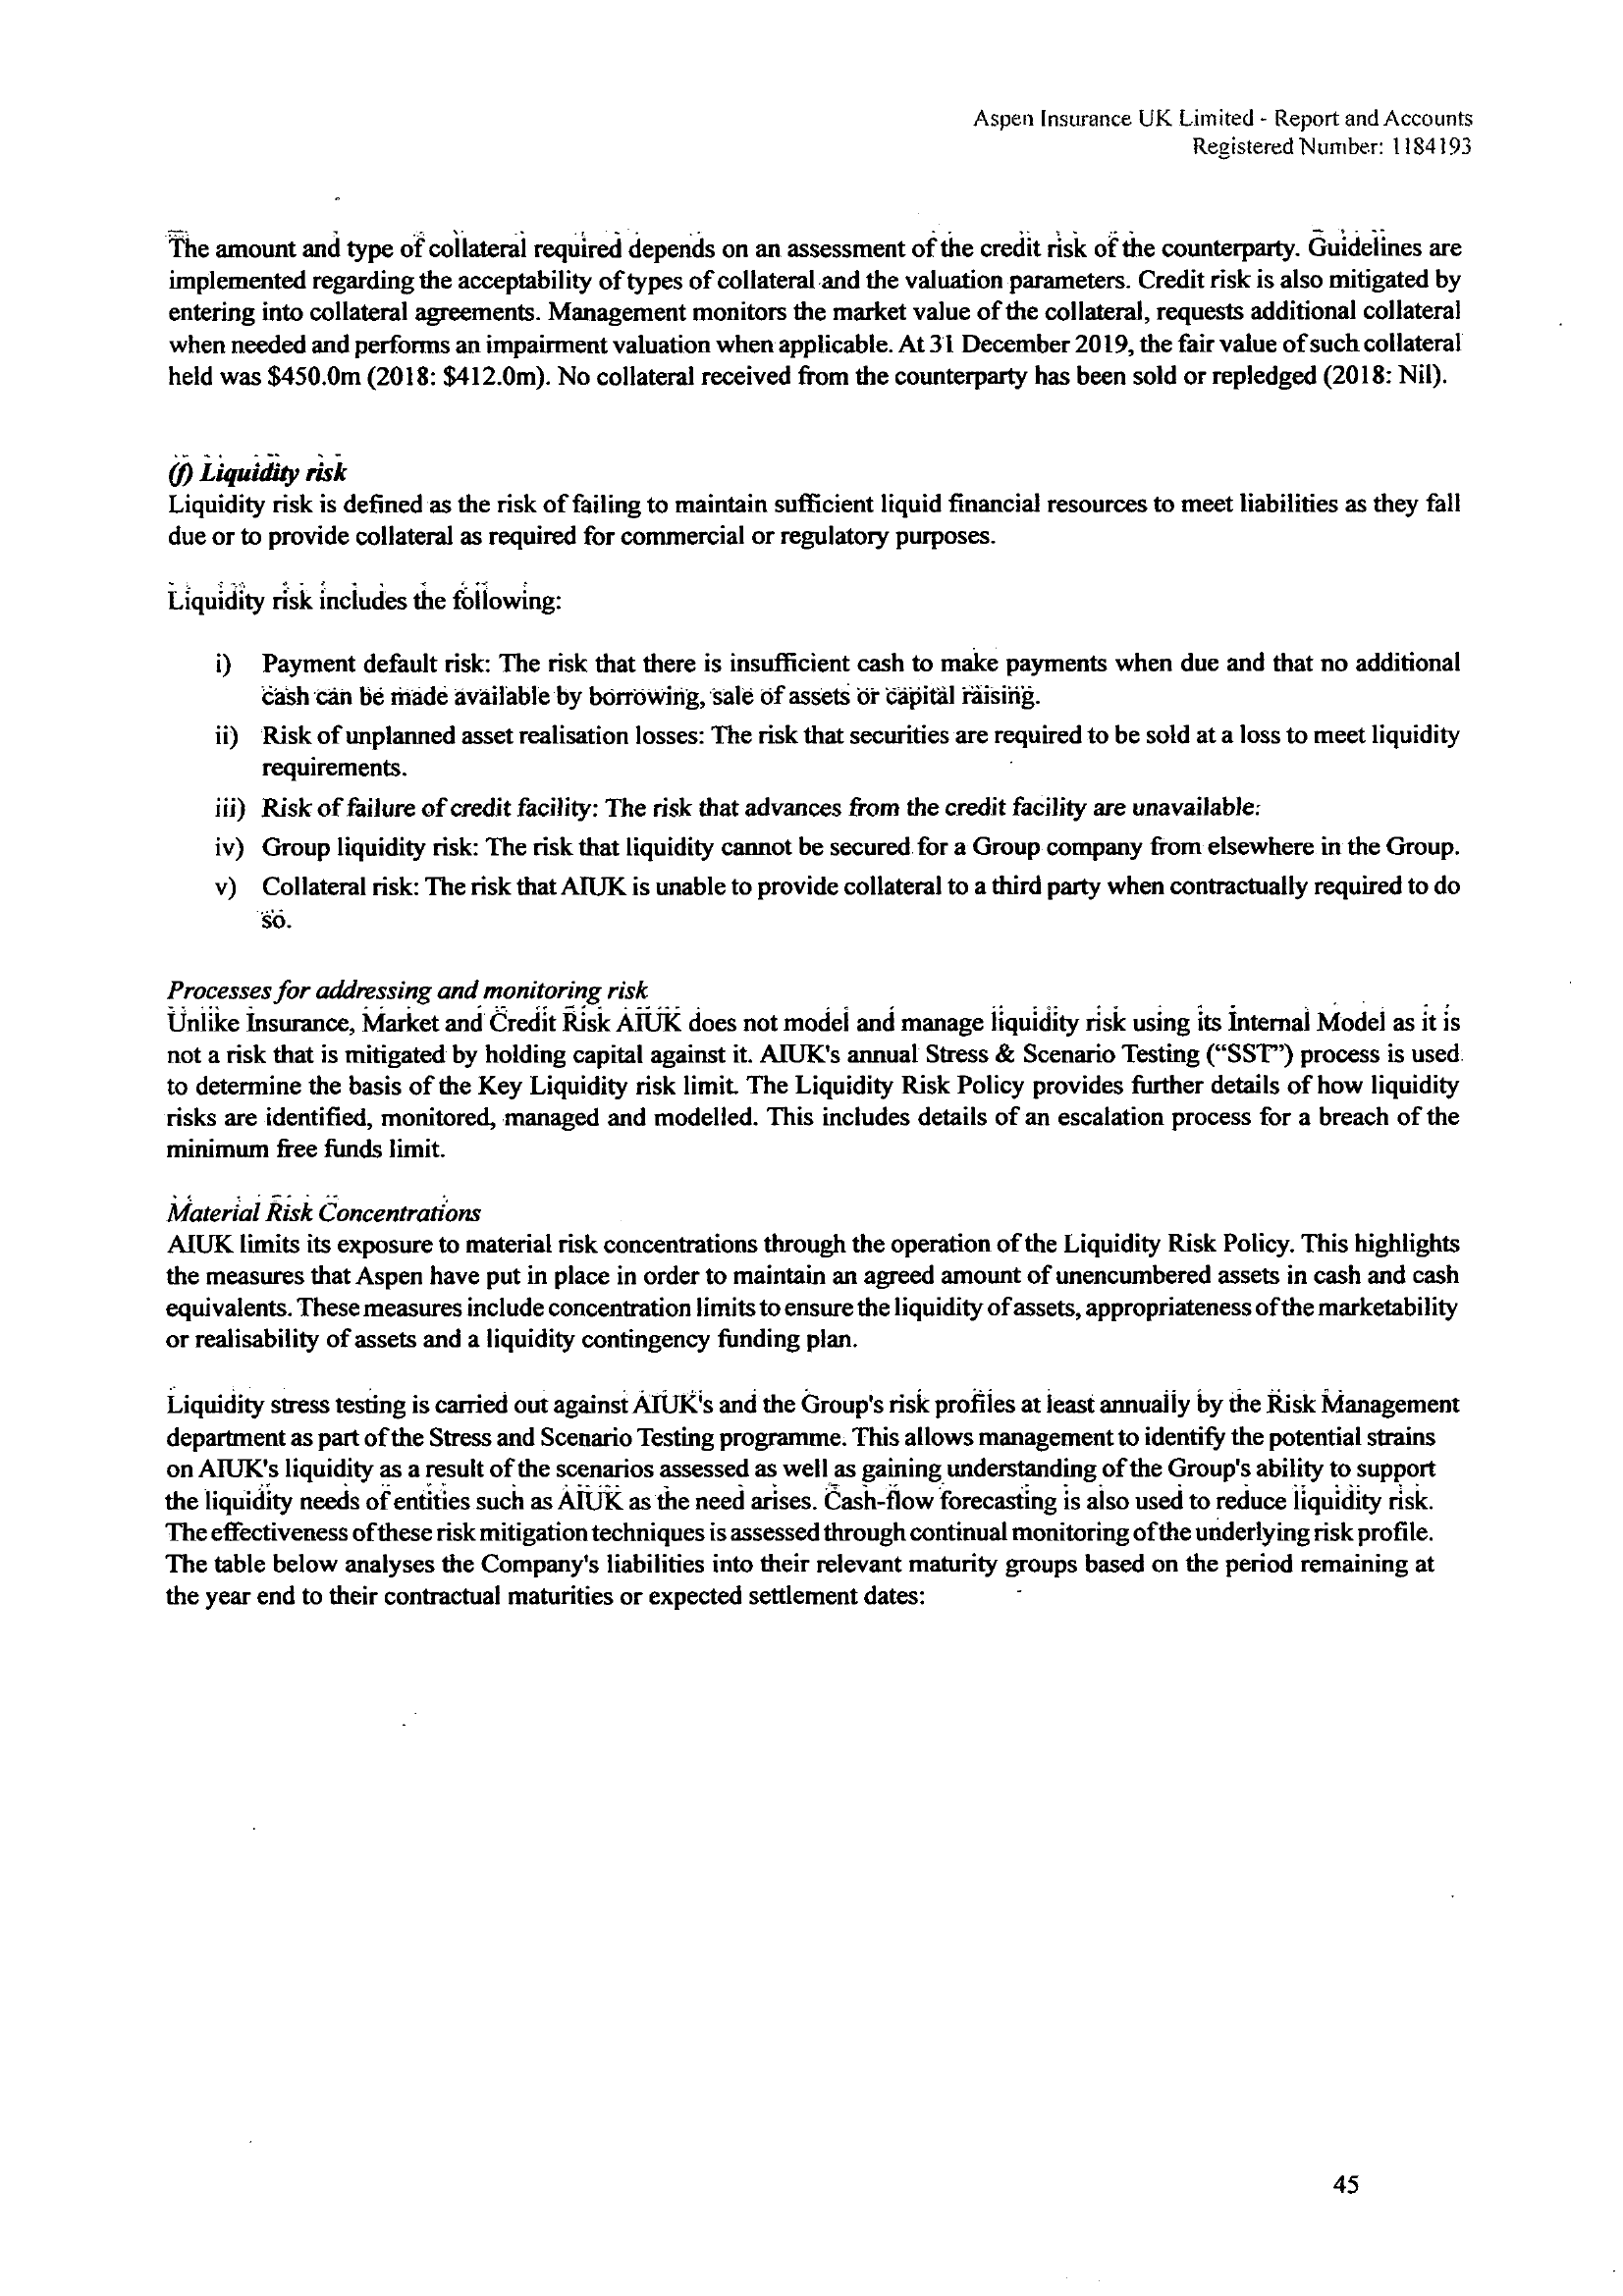 Aspen Insurance UK Limited - Report and Accounts
Registered Number: 1184193
The amount and type of collateral required depends on an assessment of the credit risk of the counterparty. Guidelines are
implemented regarding the acceptability of types of collateral and the valuation parameters. Credit risk is also mitigated by
entering into collateral agreements. Management monitors the market value of the collateral, requests additional collateral
when needed and performs an impairment valuation when applicable. At 31 December 2019, the fair value of such collateral
held was $450.0m (2018: $412.0m). No collateral received from the counterparty has been sold or repledged (2018: Nil).
(f) Liquidity risk
Liquidity risk is defined as the risk of failing to maintain sufficient liquid financial resources to meet liabilities as they fall
due or to provide collateral as required for commercial or regulatory purposes.
Liquidity risk includes the following:
i) Payment default risk: The risk that there is insufficient cash to make payments when due and that no additional
cash can be made available by borrowing, sale of assets or capital raising.
ii) Risk of unplanned asset realisation losses: The risk that securities are required to be sold at a loss to meet liquidity
requirements.
iii) Risk of failure of credit facility: The risk that advances from the credit facility are unavailable.
iv) Group liquidity risk: The risk that liquidity cannot be secured for a Group company from elsewhere in the Group.
v) Collateral risk: The risk that AIUK is unable to provide collateral to a third party when contractually required to do
so.
Processes for addressing and monitoring risk
Unlike Insurance, Market and Credit Risk AIUK does not model and manage liquidity risk using its Internal Model as it is
not a risk that is mitigated by holding capital against it. AIUK's annual Stress & Scenario Testing (“SST”) process is used
to determine the basis of the Key Liquidity risk limit. The Liquidity Risk Policy provides further details of how liquidity
risks are identified, monitored, managed and modelled. This includes details of an escalation process for a breach of the
minimum free funds limit.
Material Risk Concentrations
AIUK limits its exposure to material risk concentrations through the operation of the Liquidity Risk Policy. This highlights
the measures that Aspen have put in place in order to maintain an agreed amount of unencumbered assets in cash and cash
equivalents. These measures include concentration limits to ensure the liquidity of assets, appropriateness of the marketability
or realisability of assets and a liquidity contingency funding plan.
Liquidity stress testing is carried out against AIUK's and the Group's risk profiles at least annually by the Risk Management
department as part of the Stress and Scenario Testing programme. This allows management to identify the potential strains
on AIUK's liquidity as a result of the scenarios assessed as well as gaining understanding of the Group's ability to support
the liquidity needs of entities such as AIUK as the need arises. Cash-flow forecasting is also used to reduce liquidity risk.
The effectiveness of these risk mitigation techniques is assessed through continual monitoring of the underlying risk profile.
The table below analyses the Company's liabilities into their relevant maturity groups based on the period remaining at
the year end to their contractual maturities or expected settlement dates:
45